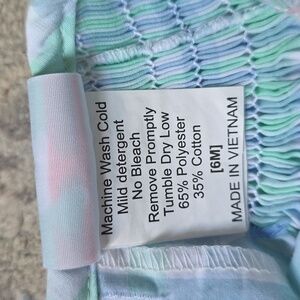 Machine Wash Cold
Mild detergent
No Bleach
Remove Promptly
Tumble Dry Low
65% Polyester
35% Cotton
[6M]
MADE IN VIETNAM